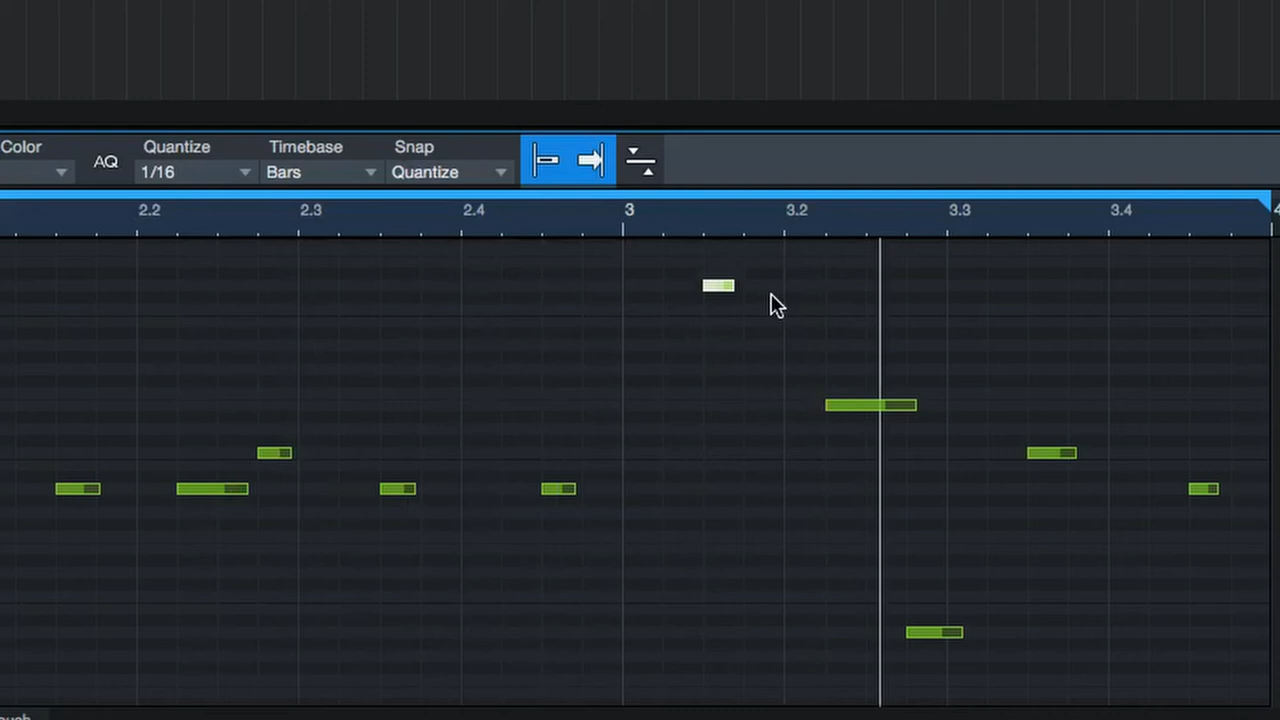 Color
AQ
Quantize
Timebase
Snap
1/16
Bars
Quantize
2.2
2.3
2.4
3
3.2
3.3
3.4